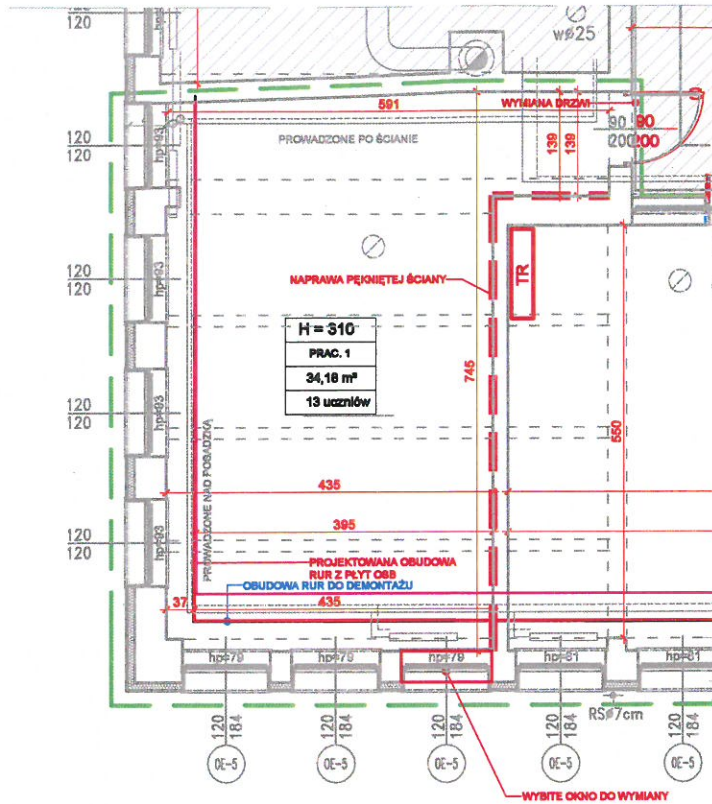 120
120
wø25
591
WYMIANA DRZWI
90 90
200 200
hp=93
120
120
PROWADZONE PO ŚCIANIE
139
139
120
120
hp=93
NAPRAWA PĘKNIĘTEJ ŚCIANY
TR
H = 310
PRAC. 1
34,18 m²
13 uczniów
745
550
hp=93
120
120
PROWADZONE NAD POSADZKĄ
435
395
120
120
hp=93
PROJEKTOWANA OBUDOWA
RUR Z PŁYT OSB
OBUDOWA RUR DO DEMONTAŻU
37
435
hp=79
hp=79
hp=79
hp=81
hp=81
120
184
120
184
120
184
120
184
RSø7cm
120
184
OE-5
OE-5
OE-5
OE-5
OE-5
WYBITE OKNO DO WYMIANY